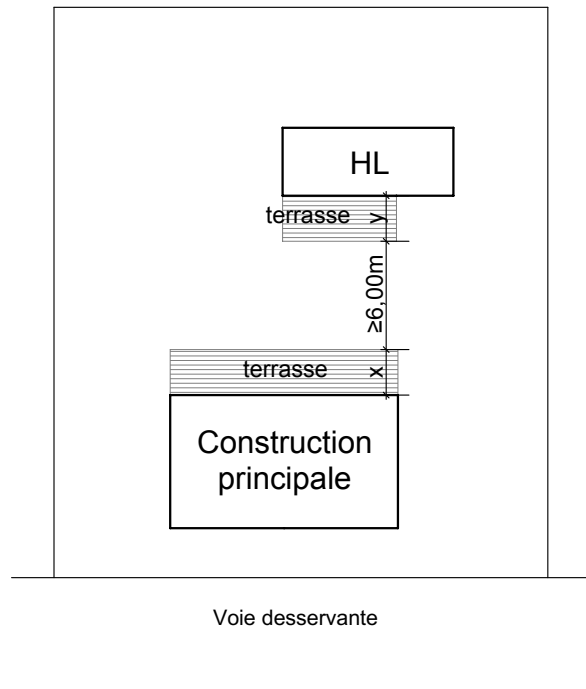 HL
terrasse y
≥6,00m
terrasse x
Construction
principale
Voie desservante